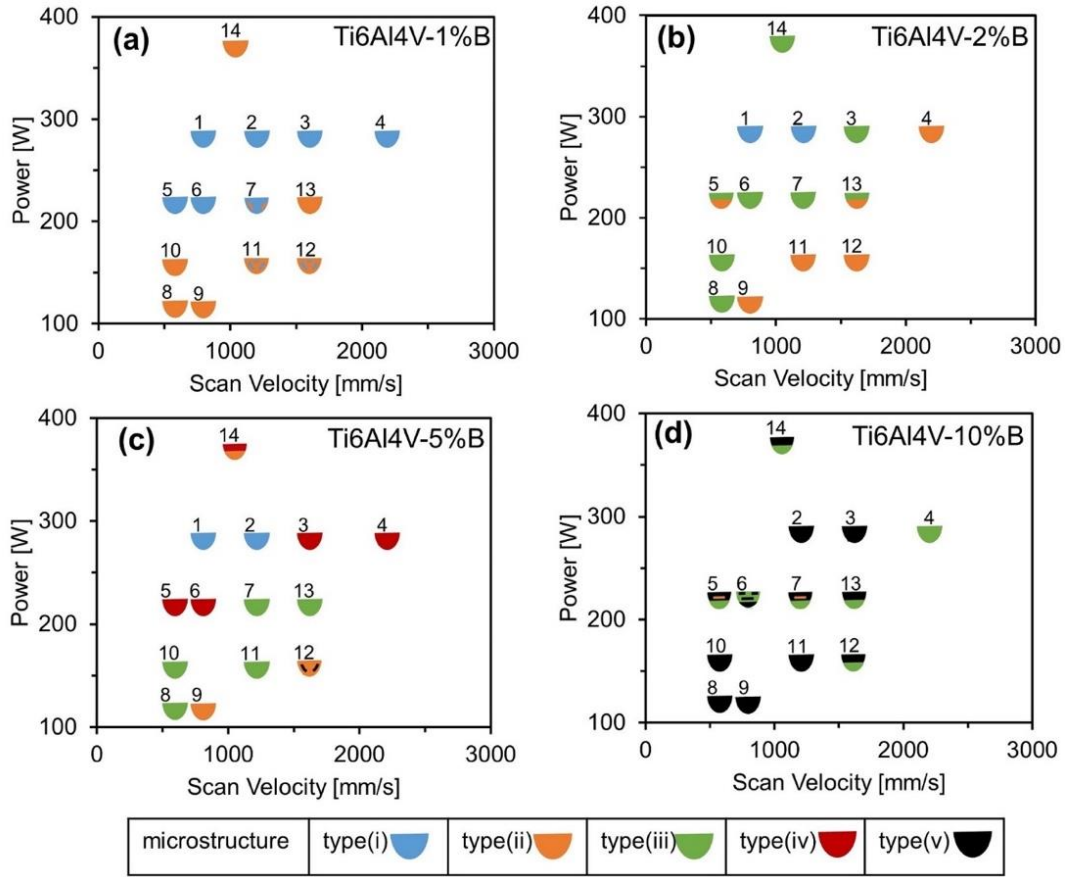 (a) Ti6Al4V-1%B
400
300
200
100
Power [W]
14
1 2 3 4
5 6 7 13
10 11 12
8 9
0 1000 2000 3000
Scan Velocity [mm/s]
(b) Ti6Al4V-2%B
400
300
200
100
Power [W]
14
1 2 3 4
5 6 7 13
10 11 12
8 9
0 1000 2000 3000
Scan Velocity [mm/s]
(c) Ti6Al4V-5%B
400
300
200
100
Power [W]
14
1 2 3 4
5 6 7 13
10 11 12
8 9
0 1000 2000 3000
Scan Velocity [mm/s]
(d) Ti6Al4V-10%B
400
300
200
100
Power [W]
14
2 3 4
5 6 7 13
10 11 12
8 9
0 1000 2000 3000
Scan Velocity [mm/s]
microstructure type(i) type(ii) type(iii) type(iv) type(v)